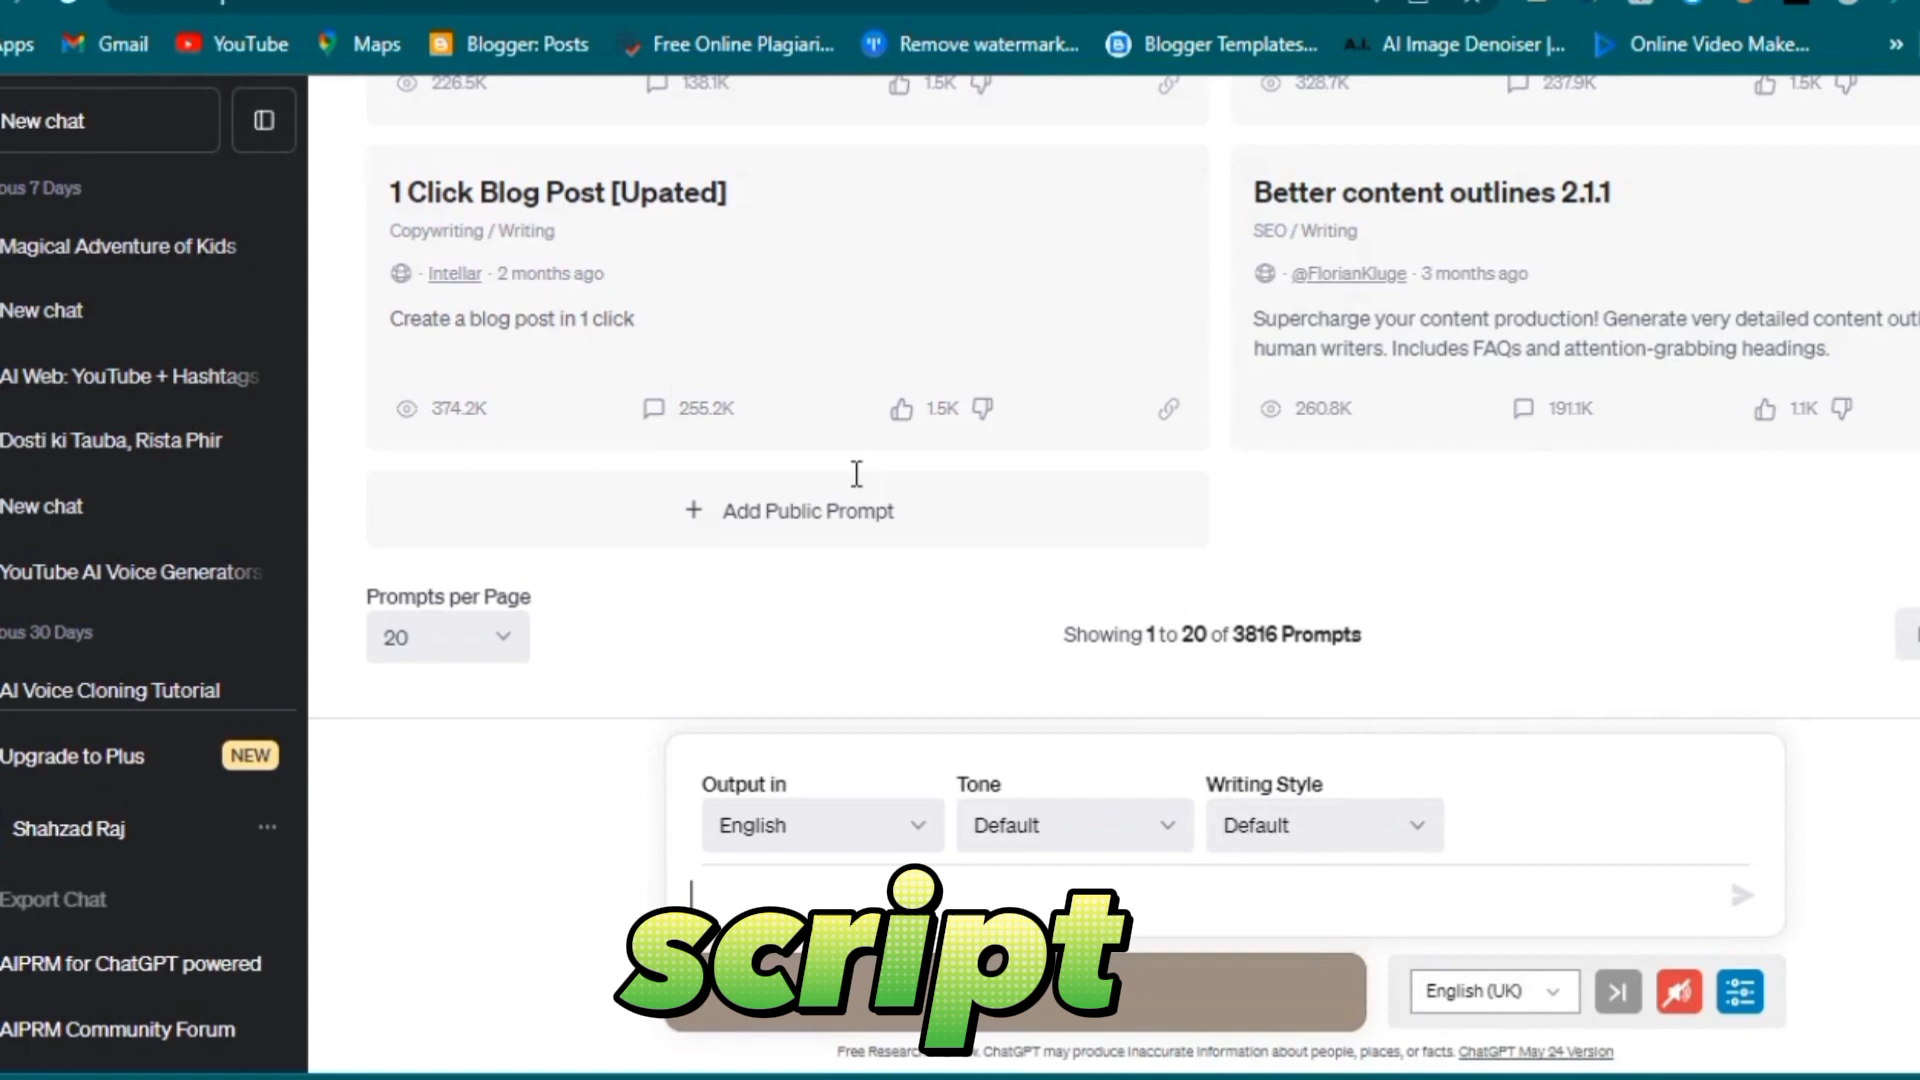 Apps Gmail YouTube Maps Blogger: Posts Free Online Plagiari... Remove watermark... Blogger Templates... A.I. AI Image Denoiser |... Online Video Make... »
New chat
226.5K 138.1K 1.5K 328.7K 237.9K 1.5K
ous 7 Days
Magical Adventure of Kids
New chat
AI Web: YouTube + Hashtags
Dosti ki Tauba, Rista Phir
New chat
YouTube AI Voice Generators
ous 30 Days
AI Voice Cloning Tutorial
Upgrade to Plus NEW
Shahzad Raj ...
Export Chat
AIPRM for ChatGPT powered
AIPRM Community Forum
1 Click Blog Post [Upated]
Copywriting / Writing
· Intellar · 2 months ago
Create a blog post in 1 click
374.2K 255.2K 1.5K
Better content outlines 2.1.1
SEO / Writing
· @FlorianKluge · 3 months ago
Supercharge your content production! Generate very detailed content outl
human writers. Includes FAQs and attention-grabbing headings.
260.8K 191.1K 1.1K
+ Add Public Prompt
Prompts per Page
20
Showing 1 to 20 of 3816 Prompts
Output in Tone Writing Style
English Default Default
script
English (UK)
Free Researc ChatGPT may produce inaccurate information about people, places, or facts. ChatGPT May 24 Version